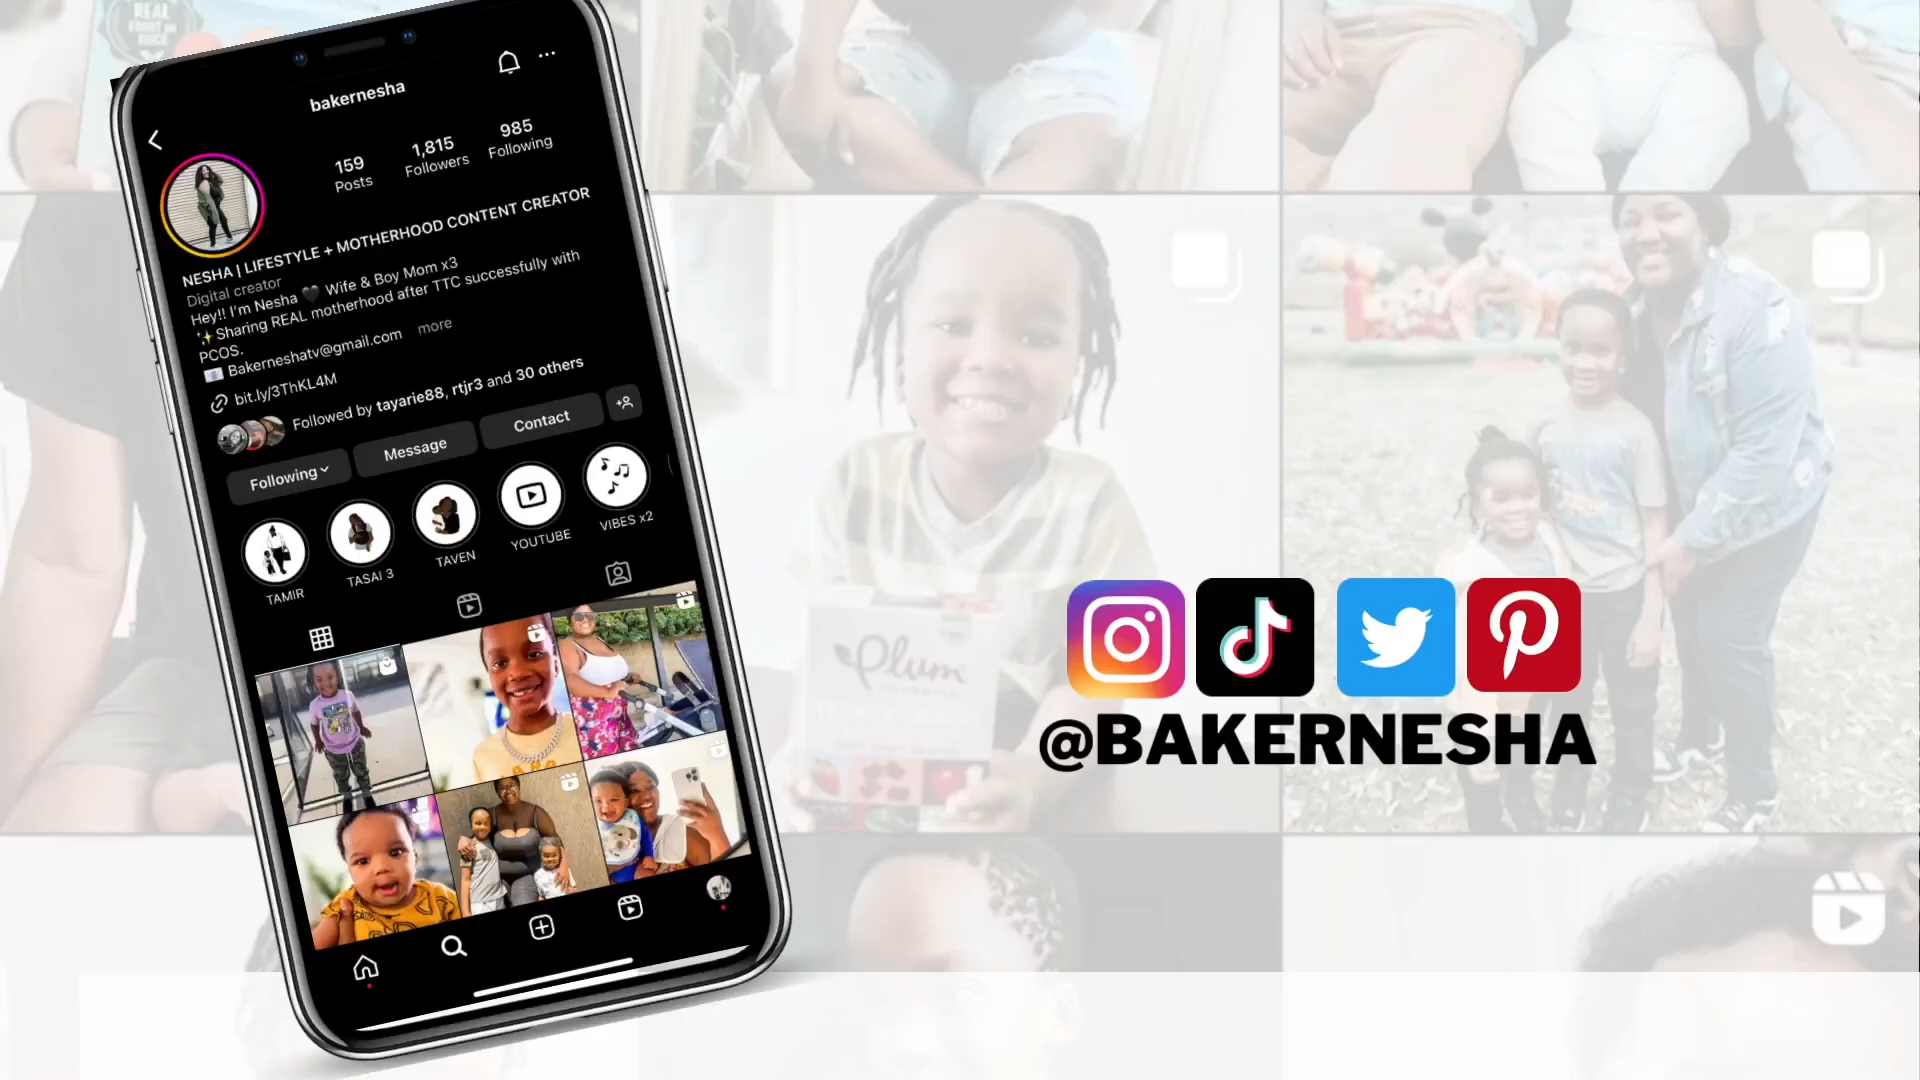 REAL
bakernesha
159
Posts
1,815
Followers
985
Following
NESHA | LIFESTYLE + MOTHERHOOD CONTENT CREATOR
Digital creator
Hey!! I'm Nesha 🖤 Wife & Boy Mom x3
✨Sharing REAL motherhood after TTC successfully with
PCOS.
📧 Bakerneshatv@gmail.com more
bit.ly/3ThKL4M
Followed by tayarie88, rtjr3 and 30 others
Following
Message
Contact
TAMIR
TASAI 3
TAVEN
YOUTUBE
VIBES x2
Plum
@BAKERNESHA